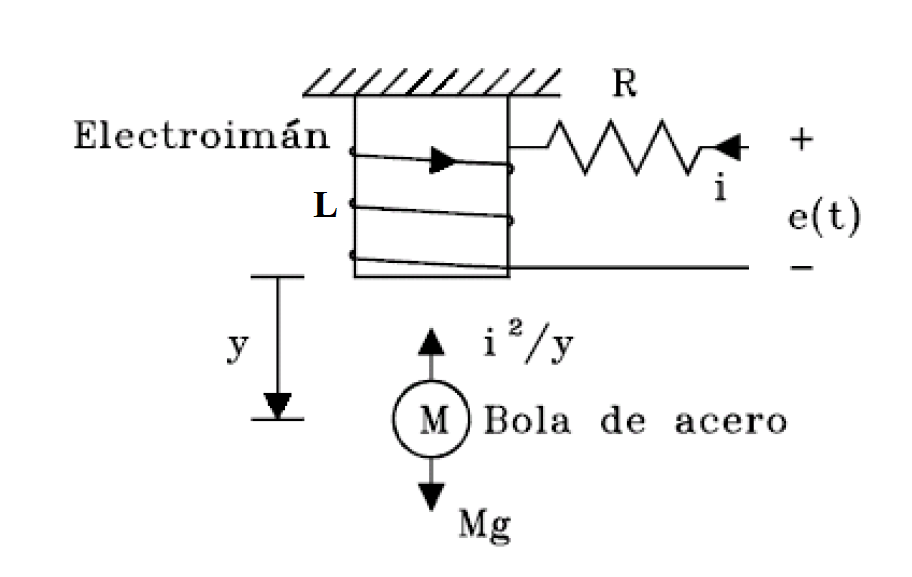 R
Electroimán
+
i
L
e(t)
−
y
i²/y
M Bola de acero
Mg